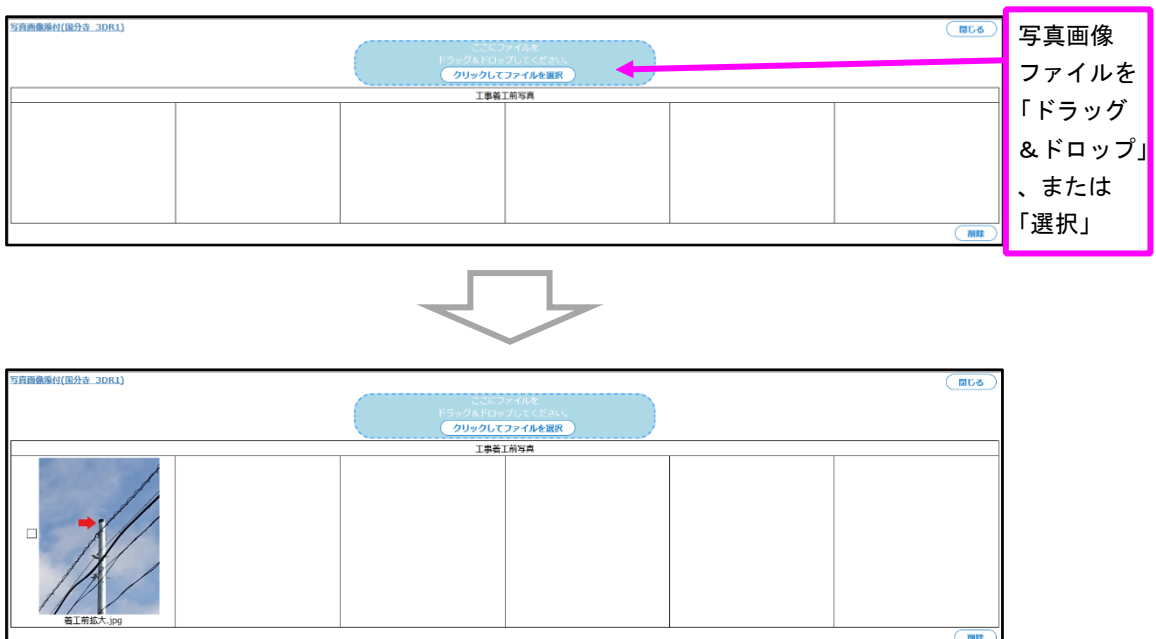 写真画像添付(国分寺 3DR1)
閉じる
ここにファイルを
ドラッグ&ドロップしてください。
クリックしてファイルを選択
工事着工前写真
削除
写真画像
ファイルを
「ドラッグ
&ドロップ」
、または
「選択」
写真画像添付(国分寺 3DR1)
閉じる
ここにファイルを
ドラッグ&ドロップしてください。
クリックしてファイルを選択
工事着工前写真
着工前拡大.jpg
削除